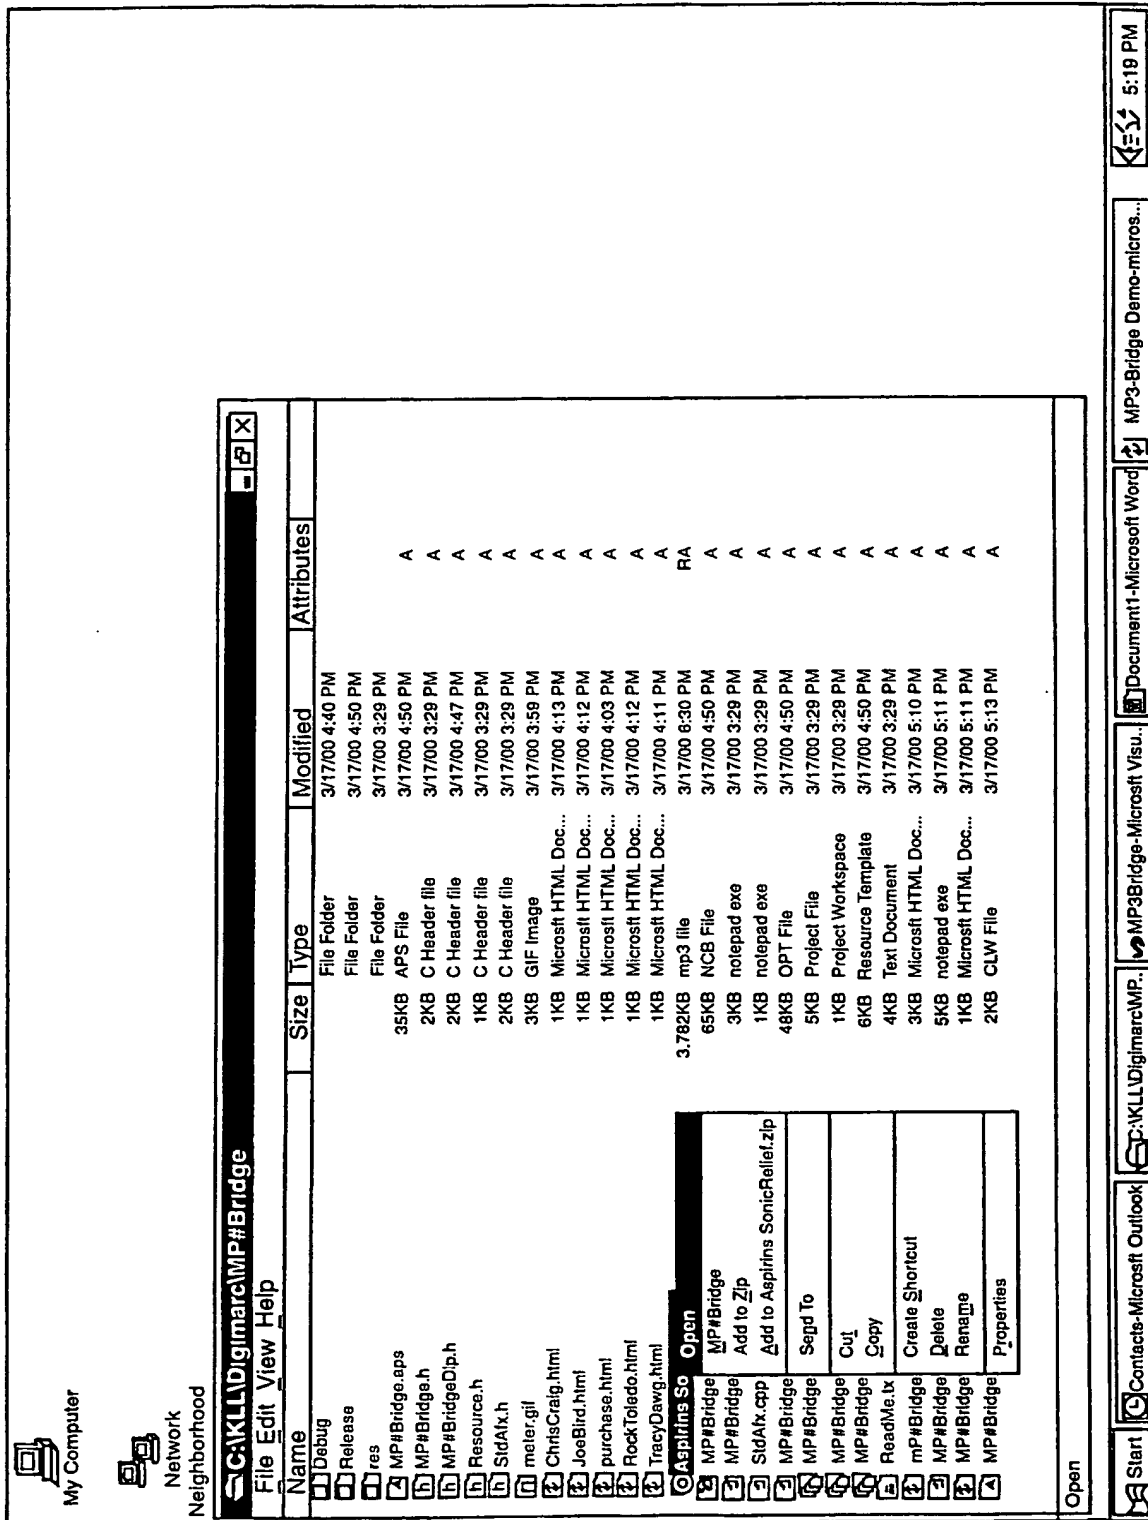 My Computer
Network
Neighborhood
C:\KLL\Digimarc\MP#Bridge
File Edit View Help
Name Size Type Modified Attributes
Debug File Folder 3/17/00 4:40 PM
Release File Folder 3/17/00 4:50 PM
res File Folder 3/17/00 3:29 PM
MP#Bridge.aps 35KB APS File 3/17/00 4:50 PM A
MP#Bridge.h 2KB C Header file 3/17/00 3:29 PM A
MP#BridgeDlp.h 2KB C Header file 3/17/00 4:47 PM A
Resource.h 1KB C Header file 3/17/00 3:29 PM A
StdAfx.h 2KB C Header file 3/17/00 3:29 PM A
meter.gif 3KB GIF Image 3/17/00 3:59 PM A
ChrisCraig.html 1KB Microsft HTML Doc... 3/17/00 4:13 PM A
JoeBird.html 1KB Microsft HTML Doc... 3/17/00 4:12 PM A
purchase.html 1KB Microsft HTML Doc... 3/17/00 4:03 PM A
RockToledo.html 1KB Microsft HTML Doc... 3/17/00 4:12 PM A
TracyDawg.html 1KB Microsft HTML Doc... 3/17/00 4:11 PM A
Aspirins So Open 3.782KB mp3 file 3/17/00 6:30 PM RA
MP#Bridge MP#Bridge 65KB NCB File 3/17/00 4:50 PM A
MP#Bridge Add to Zip 3KB notepad exe 3/17/00 3:29 PM A
StdAfx.cpp Add to Aspirins SonicRelief.zip 1KB notepad exe 3/17/00 3:29 PM A
MP#Bridge 48KB OPT File 3/17/00 4:50 PM A
MP#Bridge Send To 5KB Project File 3/17/00 3:29 PM A
MP#Bridge Cut 1KB Project Workspace 3/17/00 3:29 PM A
MP#Bridge Copy 6KB Resource Template 3/17/00 4:50 PM A
ReadMe.tx 4KB Text Document 3/17/00 3:29 PM A
mP#Bridge Create Shortcut 3KB Microsft HTML Doc... 3/17/00 5:10 PM A
MP#Bridge Delete 5KB notepad exe 3/17/00 5:11 PM A
MP#Bridge Rename 1KB Microsft HTML Doc... 3/17/00 5:11 PM A
MP#Bridge Properties 2KB CLW File 3/17/00 5:13 PM A
Open
Start Contacts-Microsft Outlook C:\KLL\Digimarc\MP.. MP3Bridge-Microsft Visu.. Document1-Microsoft Word MP3-Bridge Demo-micros... 5:19 PM